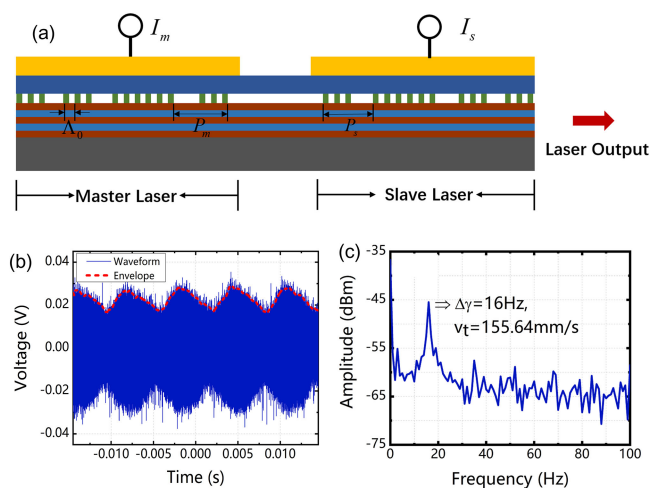 (a)
I_m
I_s
Λ₀
P_m
P_s
Laser Output
Master Laser
Slave Laser
(b)
Waveform
Envelope
0.04
0.02
0.00
-0.02
-0.04
Voltage (V)
-0.010 -0.005 0.000 0.005 0.010
Time (s)
(c)
-35
-45
-55
-65
-75
Amplitude (dBm)
⇒ Δγ=16Hz,
vt=155.64mm/s
0 20 40 60 80 100
Frequency (Hz)